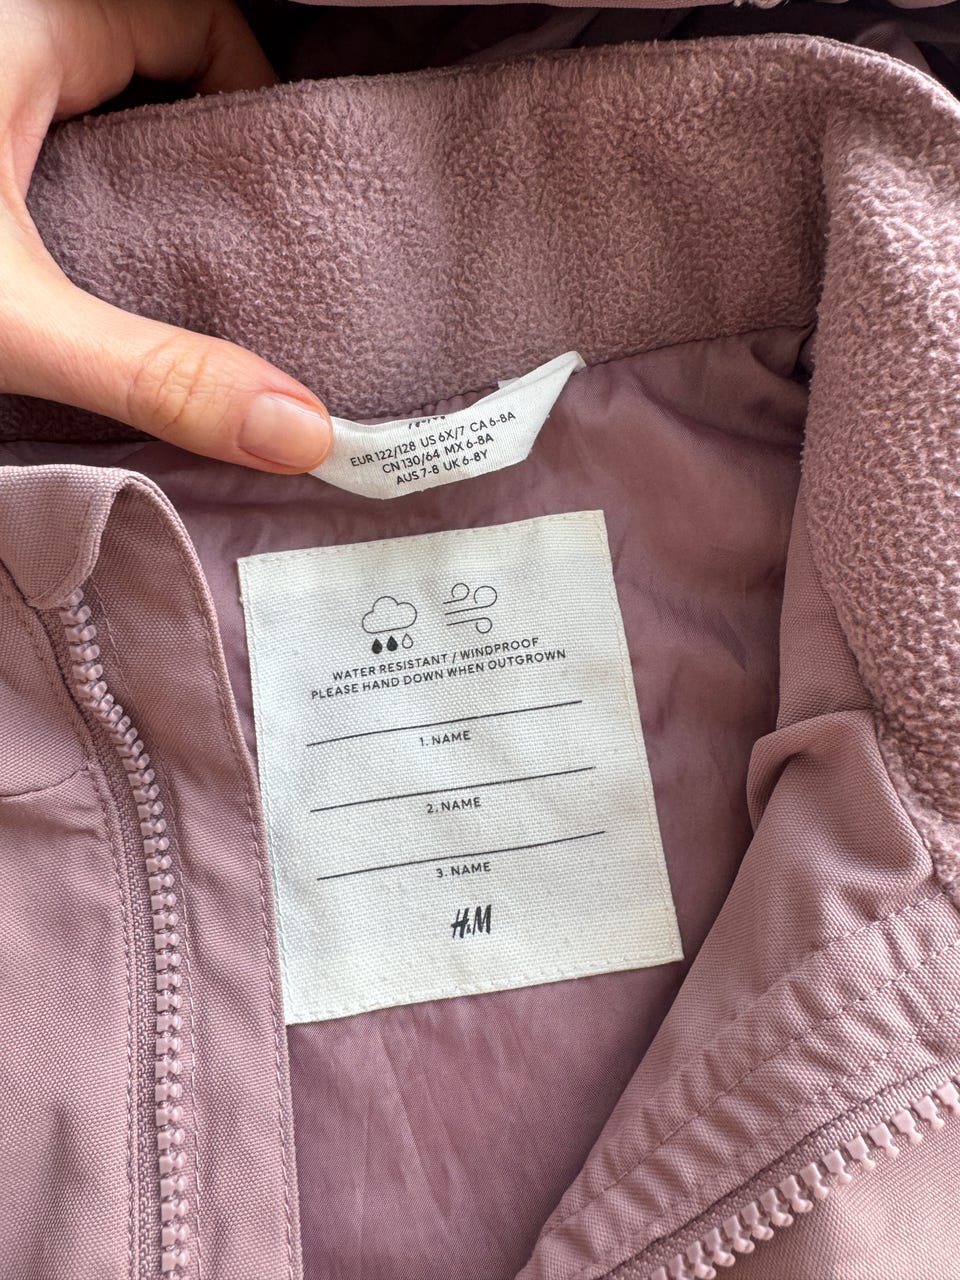 EUR 122/128 US 6X/7 CA 6-8A
CN 130/64 MX 6-8A
AUS 7-8 UK 6-8Y
WATER RESISTANT / WINDPROOF
PLEASE HAND DOWN WHEN OUTGROWN
1. NAME
2. NAME
3. NAME
H&M